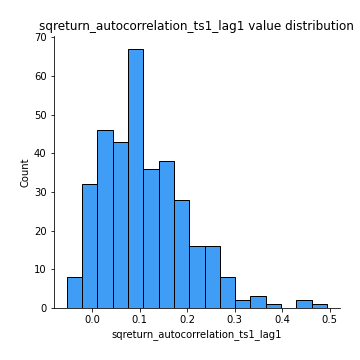 sqreturn_autocorrelation_ts1_lag1 value distribution
70
60
50
40
30
20
10
0
Count
0.0 0.1 0.2 0.3 0.4 0.5
sqreturn_autocorrelation_ts1_lag1